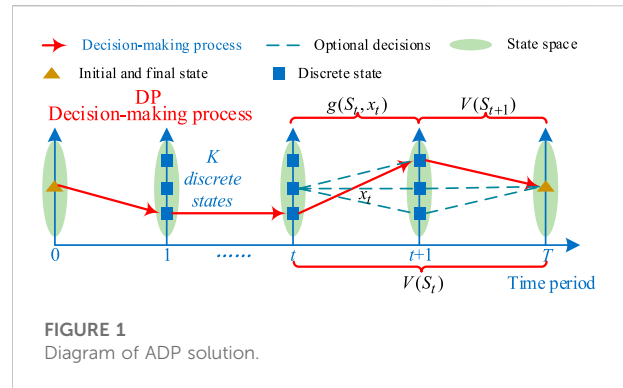 Decision-making process
Optional decisions
State space
Initial and final state
Discrete state
DP
Decision-making process
g(S_t, x_t)
V(S_{t+1})
K
discrete
states
x_t
0
1
......
t
t+1
T
V(S_t)
Time period
FIGURE 1
Diagram of ADP solution.